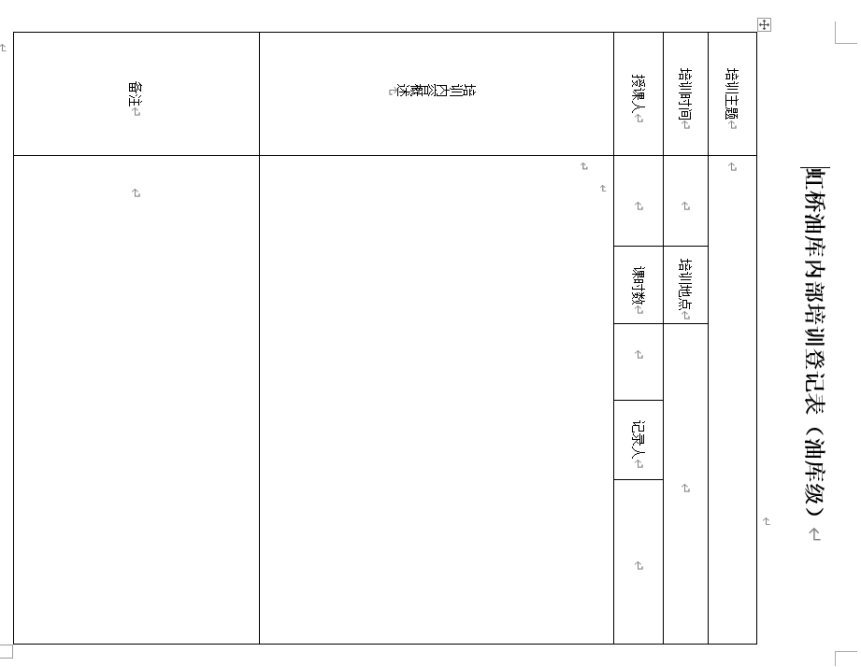 虹桥油库内部培训登记表（油库级）
培训主题
培训时间
培训地点
授课人
课时数
记录人
培训内容概述
备注